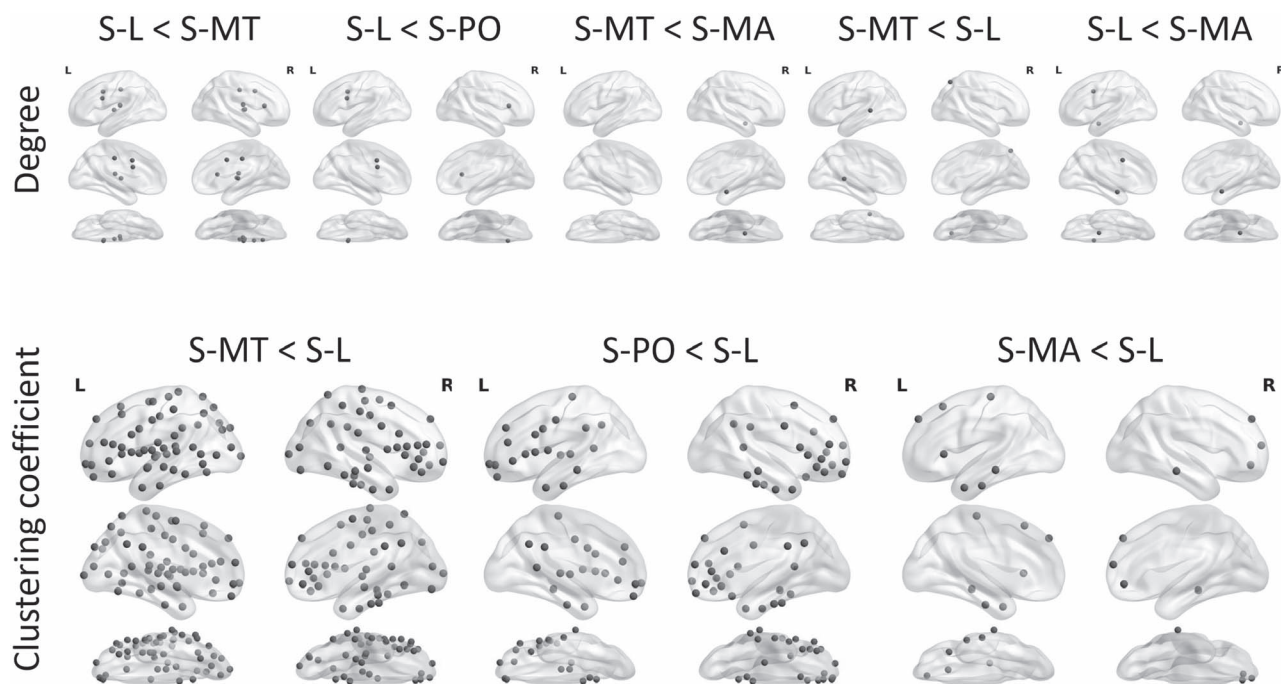 S-L < S-MT
S-L < S-PO
S-MT < S-MA
S-MT < S-L
S-L < S-MA
L
R
L
R
L
R
L
Degree
S-MT < S-L
S-PO < S-L
S-MA < S-L
L
R
L
R
L
R
Clustering coefficient